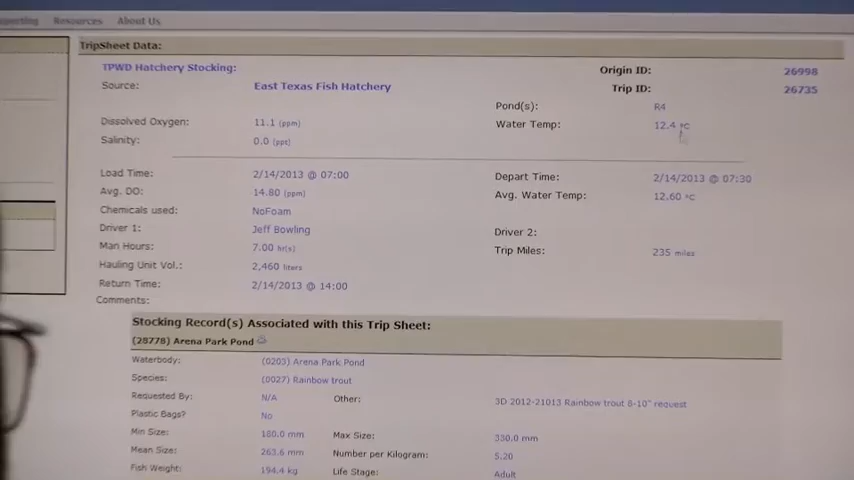 Resources About Us
TripSheet Data:
TPWD Hatchery Stocking: Origin ID: 26998
Source: East Texas Fish Hatchery Trip ID: 26735
Pond(s): R4
Dissolved Oxygen: 11.1 (ppm) Water Temp: 12.4 °C
Salinity: 0.0 (ppt)
Load Time: 2/14/2013 @ 07:00 Depart Time: 2/14/2013 @ 07:30
Avg. DO: 14.80 (ppm) Avg. Water Temp: 12.60 °C
Chemicals used: NoFoam
Driver 1: Jeff Bowling Driver 2:
Man Hours: 7.00 hr(s) Trip Miles: 235 miles
Hauling Unit Vol.: 2,460 liters
Return Time: 2/14/2013 @ 14:00
Comments:
Stocking Record(s) Associated with this Trip Sheet:
(28778) Arena Park Pond
Waterbody: (0203) Arena Park Pond
Species: (0027) Rainbow trout
Requested By: N/A Other: 3D 2012-21013 Rainbow trout 8-10" request
Plastic Bags? No
Min Size: 180.0 mm Max Size: 330.0 mm
Mean Size: 263.6 mm Number per Kilogram: 5.20
Fish Weight: 194.4 kg Life Stage: Adult